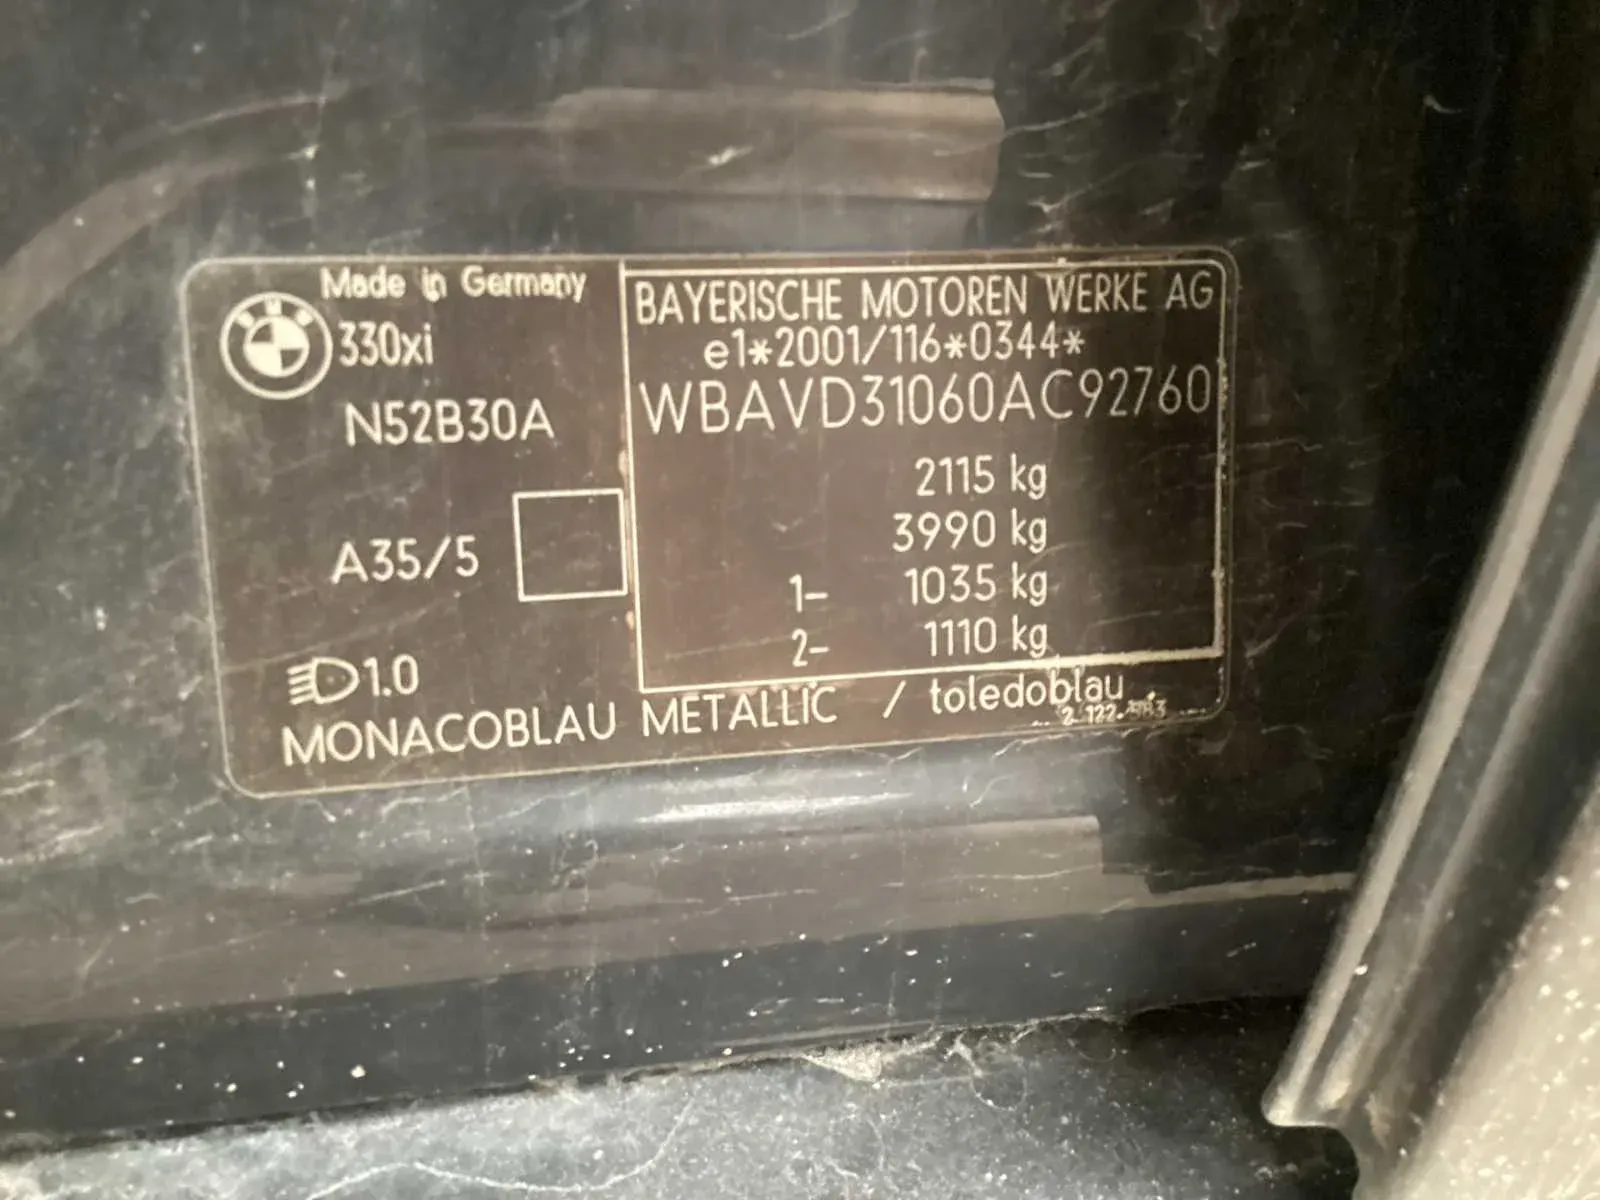 Made in Germany
BMW
330xi
N52B30A
A35/5
1.0
BAYERISCHE MOTOREN WERKE AG
e1*2001/116*0344*
WBAVD31060AC92760
2115 kg
3990 kg
1- 1035 kg
2- 1110 kg
MONACOBLAU METALLIC / toledoblau